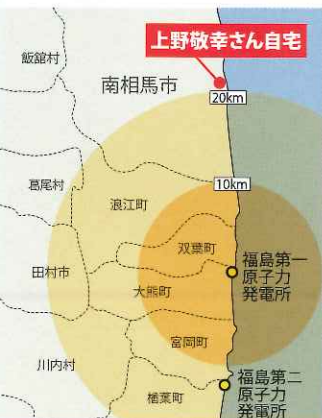 上野敬幸さん自宅
飯舘村
南相馬市
20km
葛尾村
10km
浪江町
双葉町
福島第一
原子力
発電所
田村市
大熊町
富岡町
川内村
福島第二
原子力
発電所
楢葉町